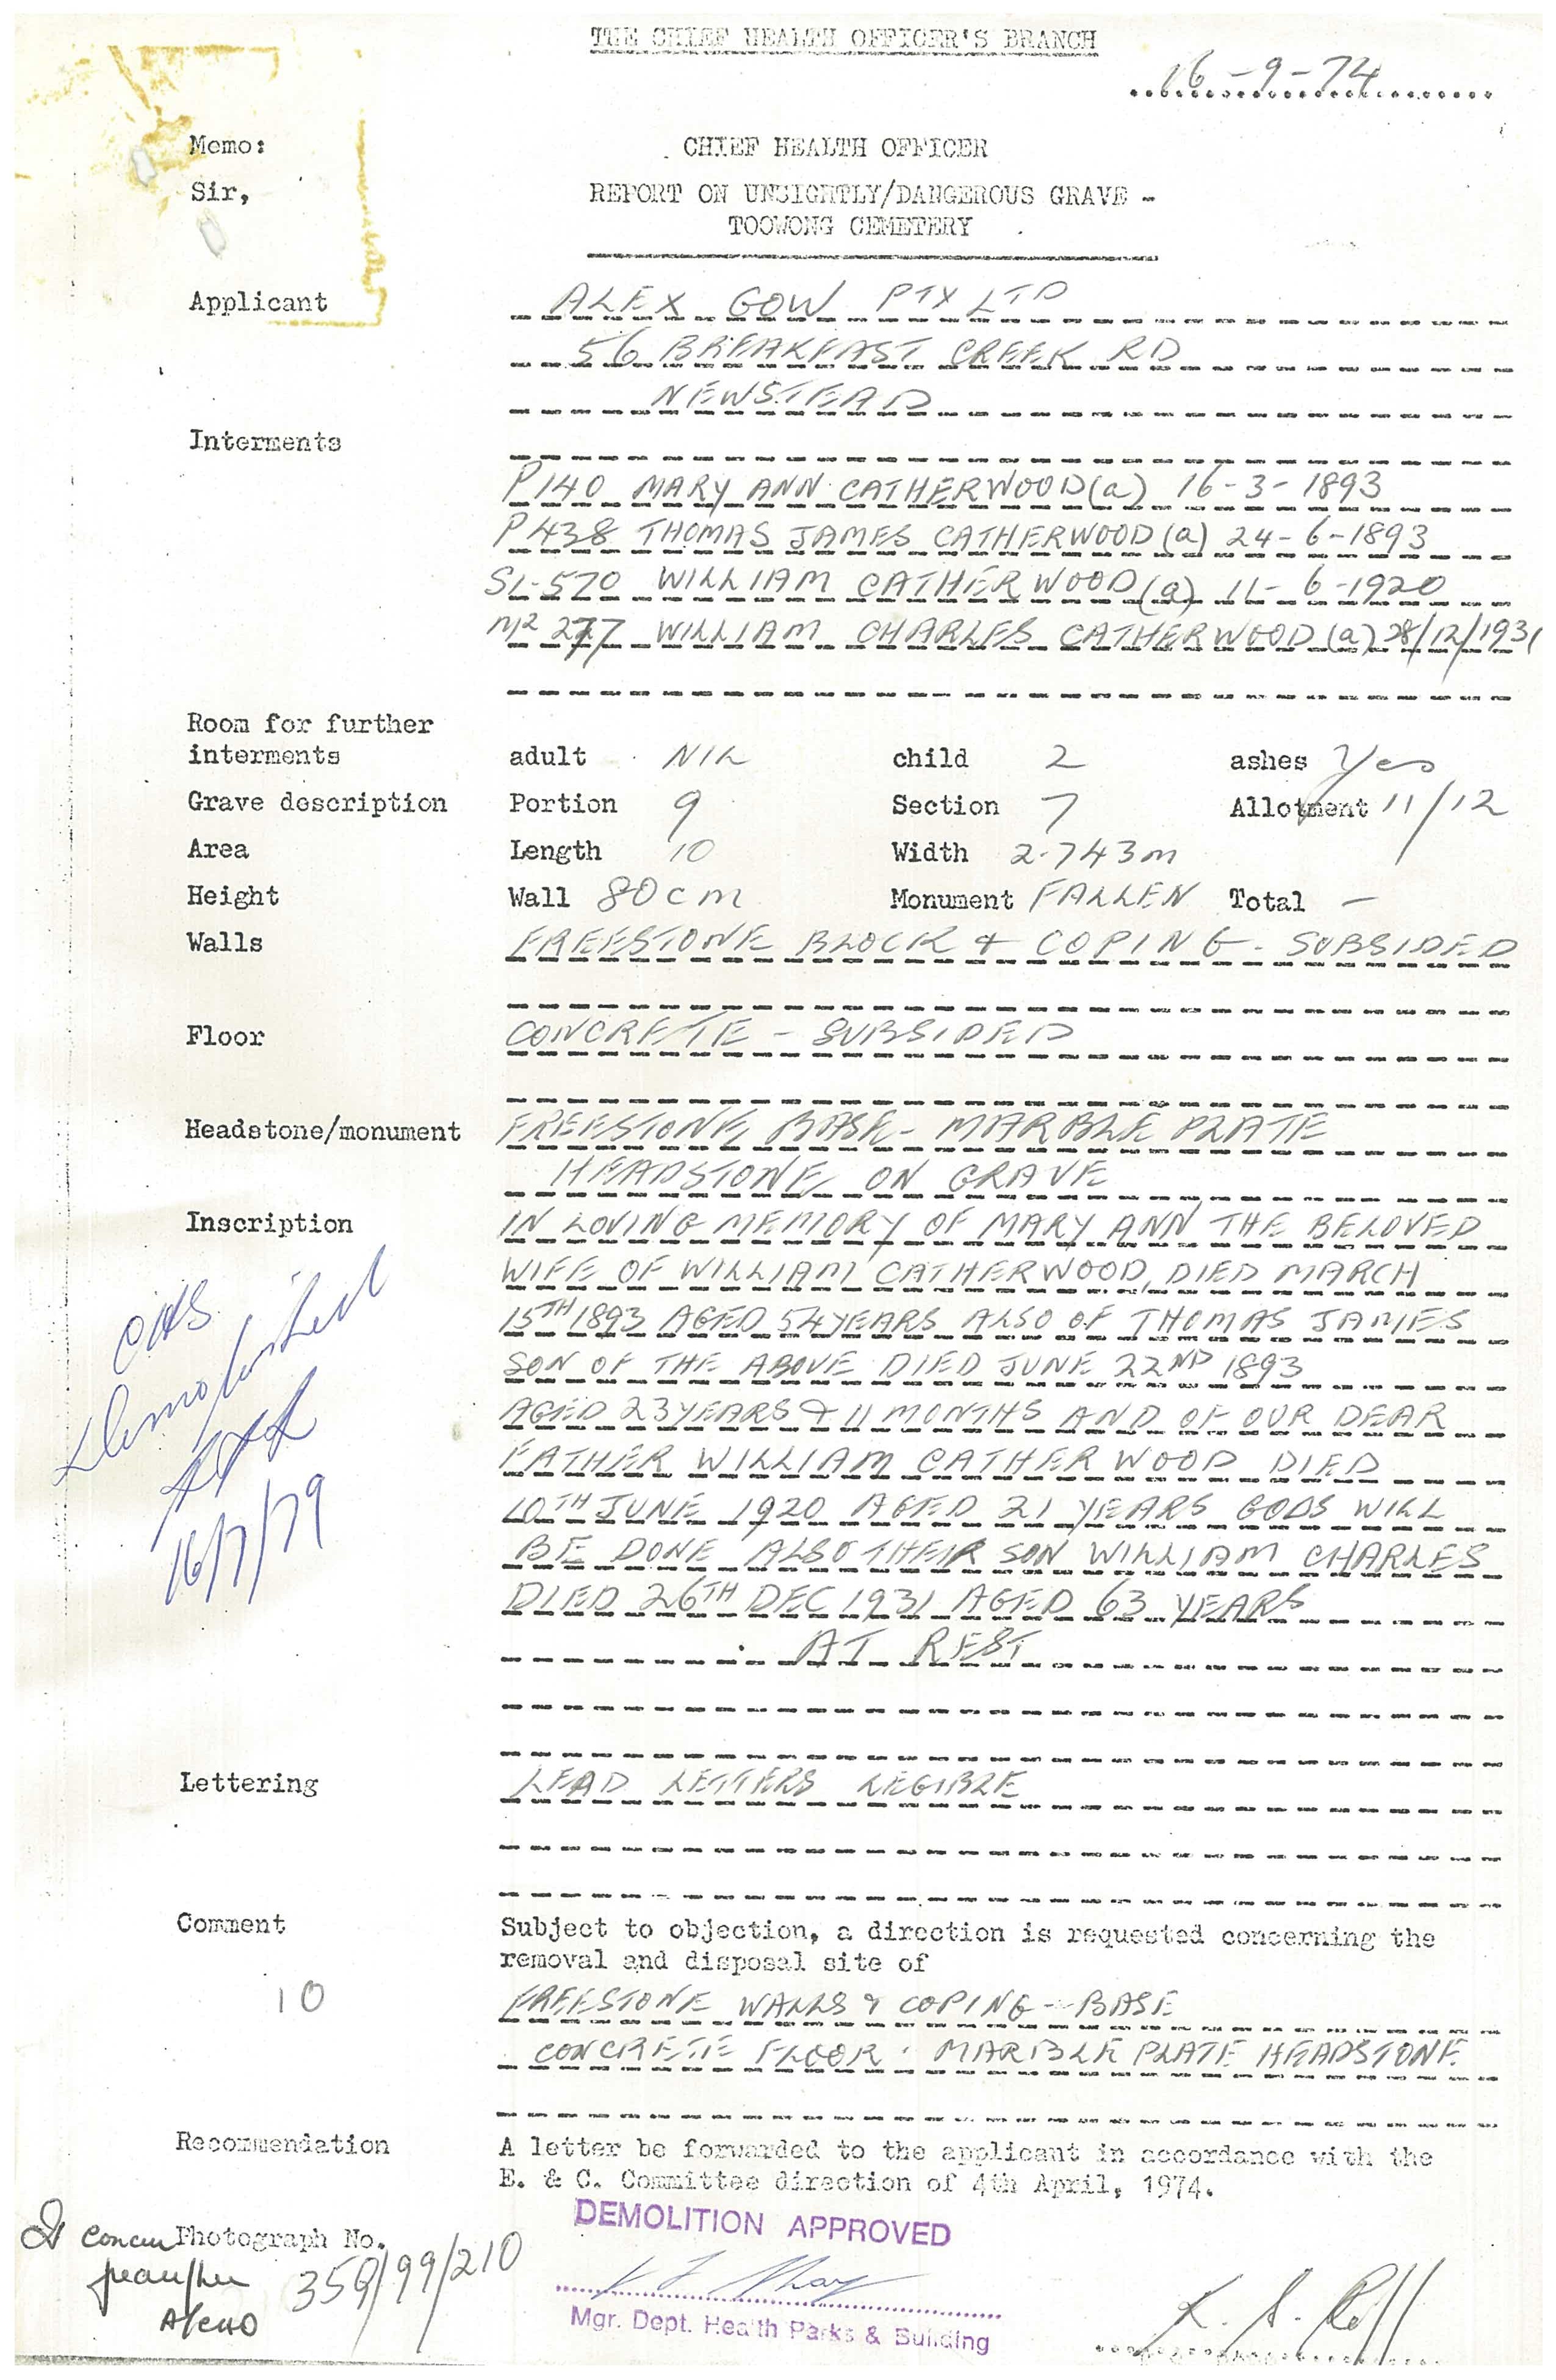 THE CHIEF HEALTH OFFICER'S BRANCH
16-9-74
Memo:
CHIEF HEALTH OFFICER
Sir,
REPORT ON UNSIGHTLY/DANGEROUS GRAVE -
TOOWONG CEMETERY
Applicant ALEX GOW PTY LTD
56 BREAKFAST CREEK RD
NEWSTEAD
Interments
P140 MARY ANN CATHERWOOD (a) 16-3-1893
P438 THOMAS JAMES CATHERWOOD (a) 24-6-1893
SL-570 WILLIAM CATHERWOOD (a) 11-6-1920
277 WILLIAM CHARLES CATHERWOOD (a) 28/12/1931
Room for further
interments adult NIL child 2 ashes Yes
Grave description Portion 9 Section 7 Allotment 11/12
Area Length 10 Width 2.743m
Height Wall 80cm Monument FALLEN Total -
Walls FREESTONE BLOCK & COPING - SUBSIDED
Floor CONCRETE - SUBSIDED
Headstone/monument FREESTONE BASE - MARBLE PLATE
HEADSTONE ON GRAVE
Inscription IN LOVING MEMORY OF MARY ANN THE BELOVED
WIFE OF WILLIAM CATHERWOOD, DIED MARCH
15TH 1893 AGED 54 YEARS ALSO OF THOMAS JAMES
SON OF THE ABOVE DIED JUNE 22ND 1893
AGED 23 YEARS & 11 MONTHS AND OF OUR DEAR
FATHER WILLIAM CATHERWOOD DIED
10TH JUNE 1920 AGED 21 YEARS GODS WILL
BE DONE ALSO THEIR SON WILLIAM CHARLES
DIED 26TH DEC 1931 AGED 63 YEARS
AT REST
16/7/79
Lettering LEAD LETTERS LEGIBLE
Comment Subject to objection, a direction is requested concerning the
removal and disposal site of
10 FREESTONE WALLS & COPING - BASE
CONCRETE FLOOR. MARBLE PLATE HEADSTONE
Recommendation A letter be forwarded to the applicant in accordance with the
E. & C. Committee direction of 4th April, 1974.
DEMOLITION APPROVED
I concur Photograph No.
358/99/210
A/CHO
Mgr. Dept. Health Parks & Building